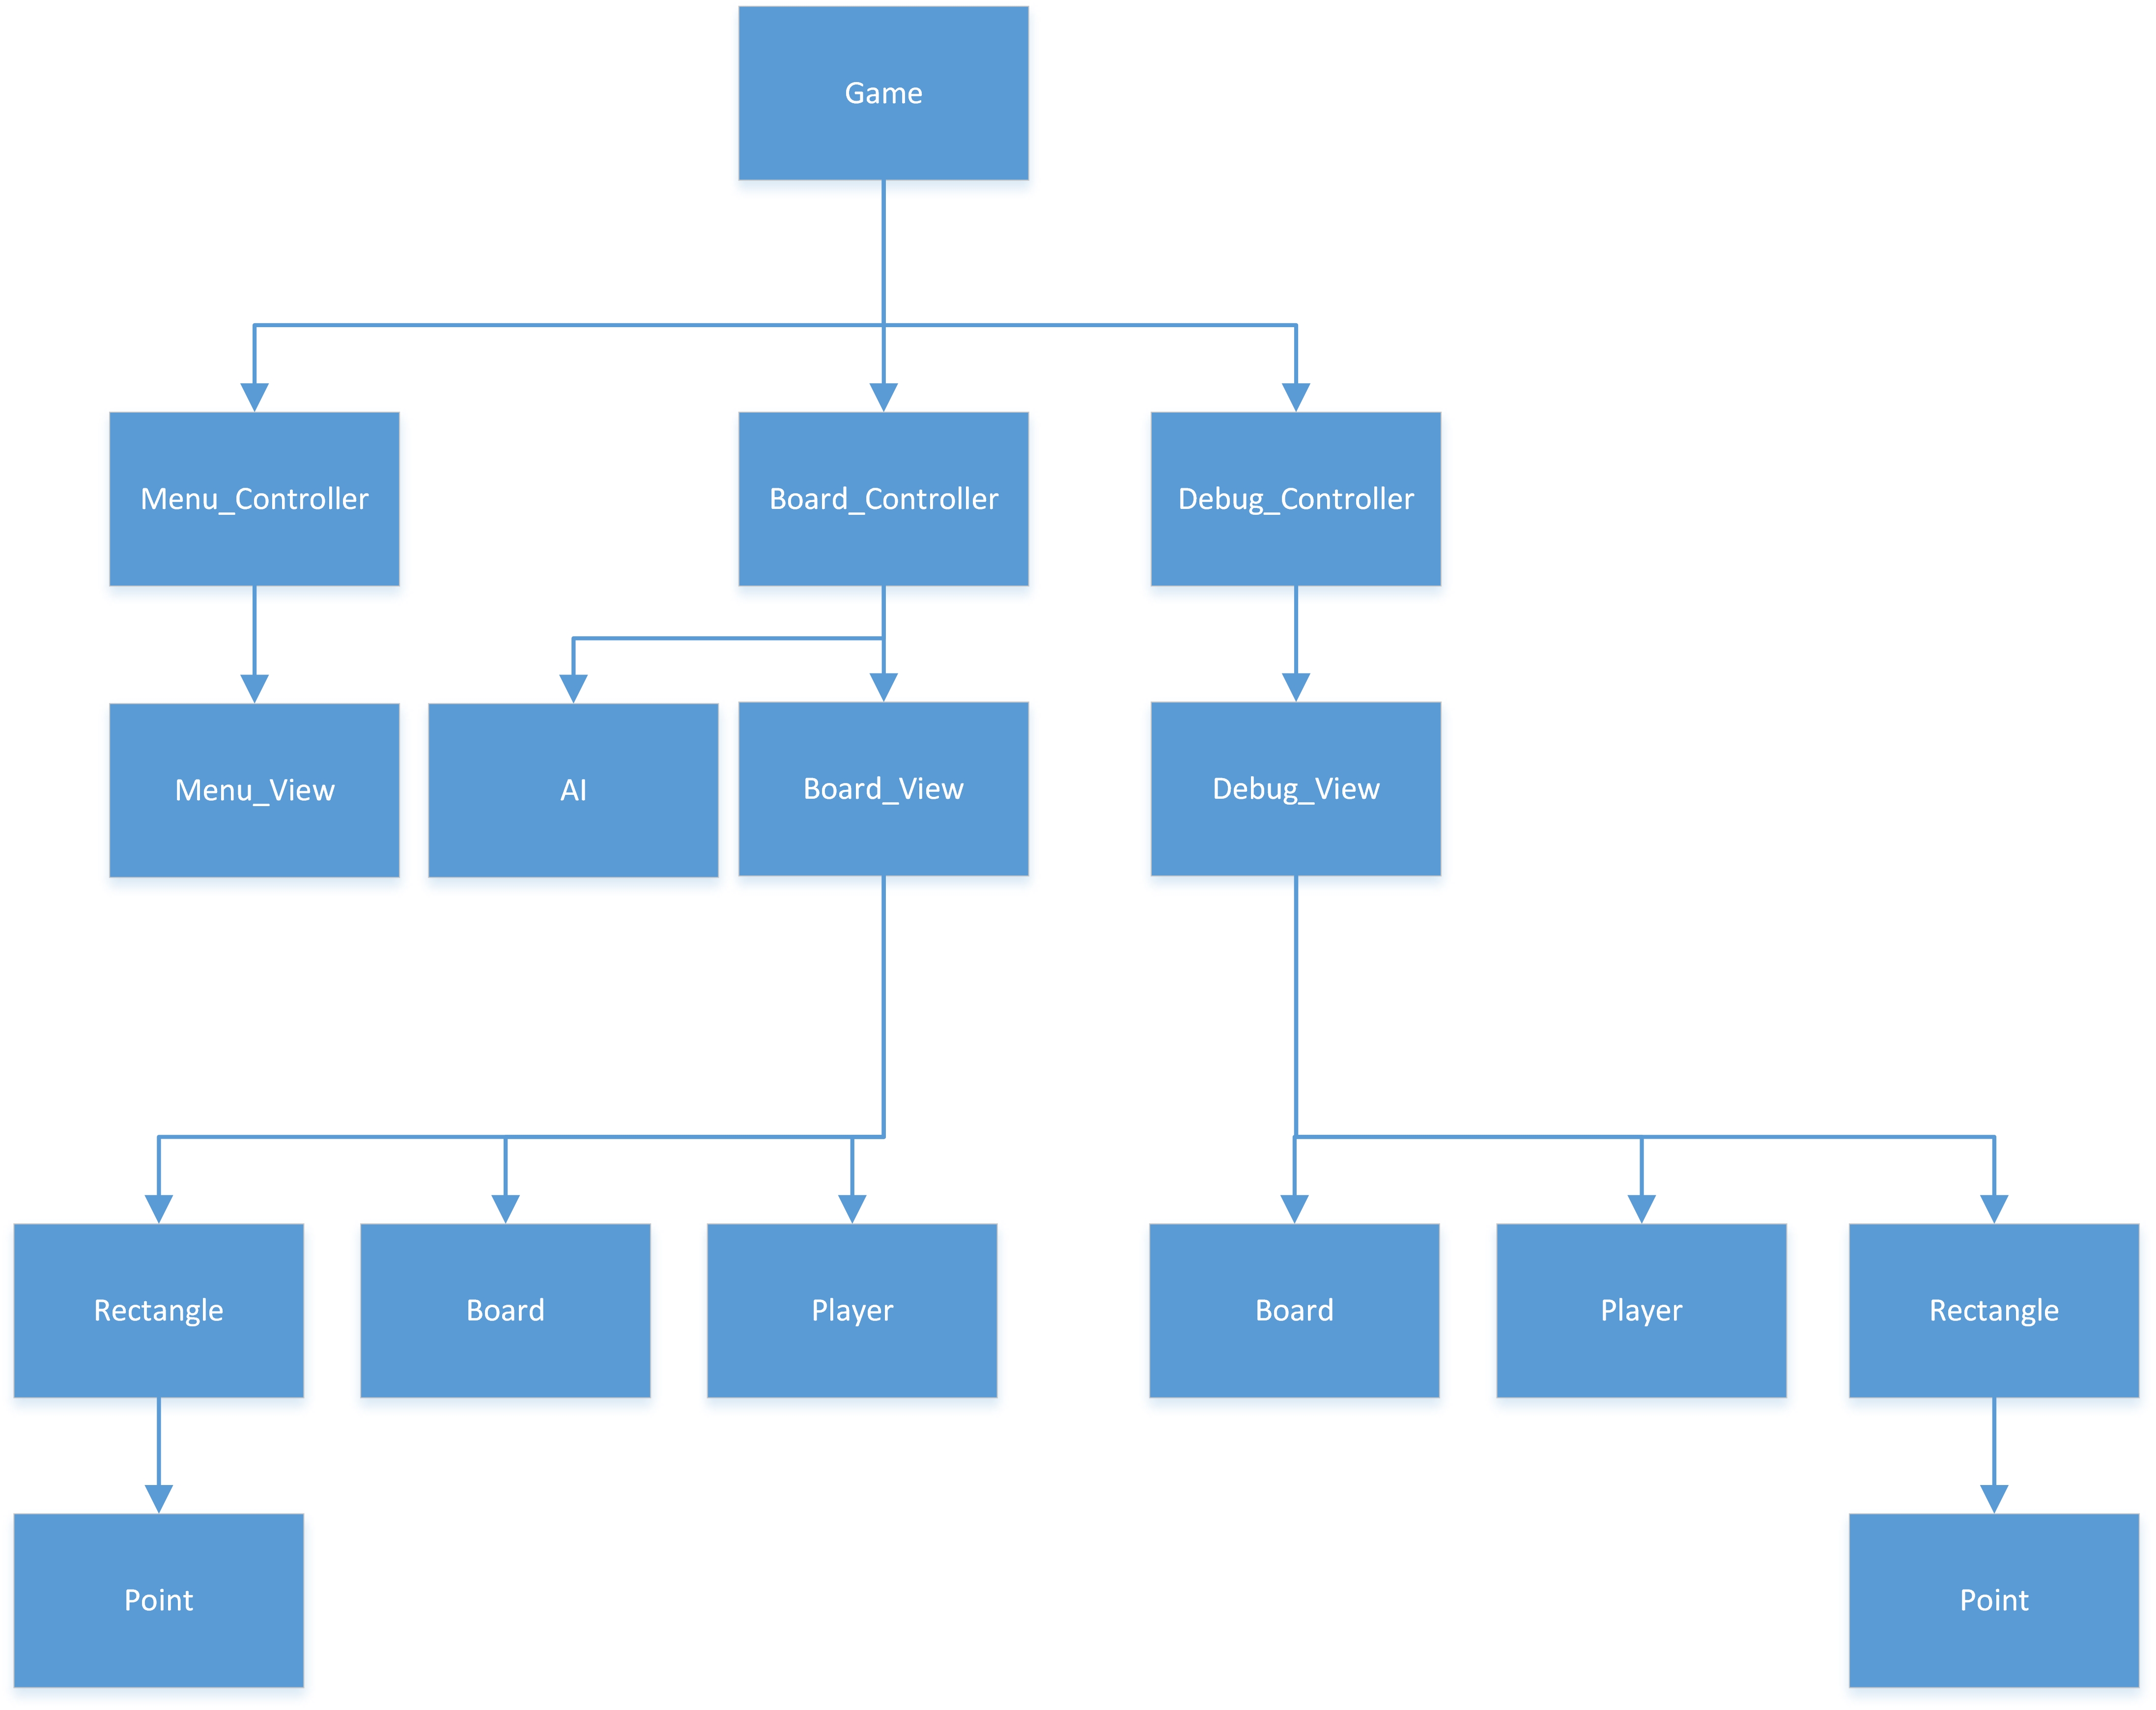 Game
Menu_Controller
Board_Controller
Debug_Controller
Menu_View
AI
Board_View
Debug_View
Rectangle
Board
Player
Board
Player
Rectangle
Point
Point